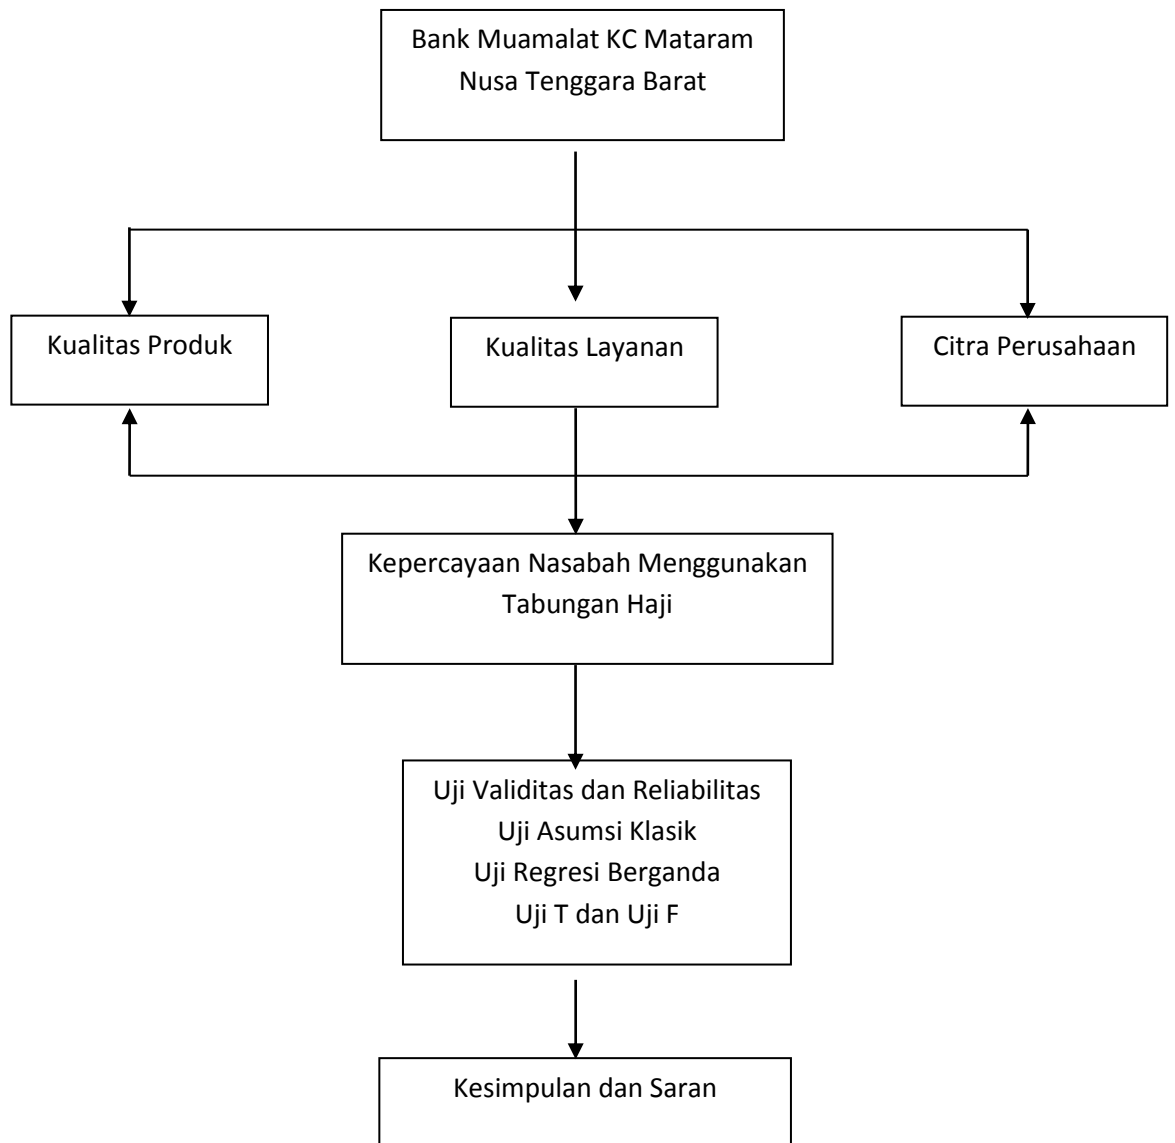 Bank Muamalat KC Mataram
Nusa Tenggara Barat
Kualitas Produk
Kualitas Layanan
Citra Perusahaan
Kepercayaan Nasabah Menggunakan
Tabungan Haji
Uji Validitas dan Reliabilitas
Uji Asumsi Klasik
Uji Regresi Berganda
Uji T dan Uji F
Kesimpulan dan Saran